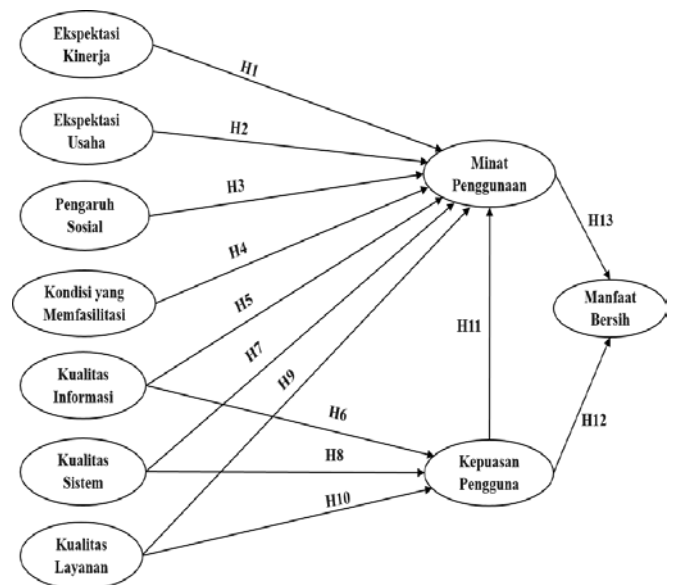 Ekspektasi
Kinerja
H1
Ekspektasi
Usaha
H2
Minat
Penggunaan
Pengaruh
Sosial
H3
H13
Kondisi yang
Memfasilitasi
H4
Manfaat
Bersih
H5
H7
H9
H11
Kualitas
Informasi
H6
H12
Kualitas
Sistem
H8
Kepuasan
Pengguna
H10
Kualitas
Layanan